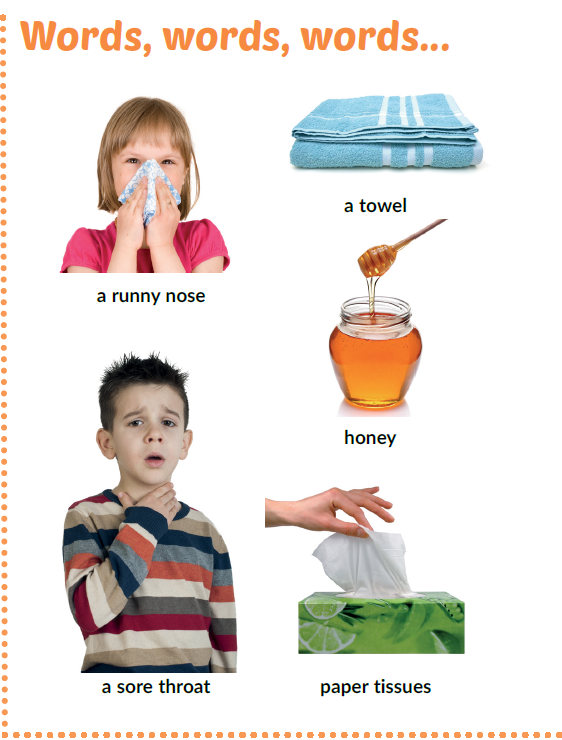 Words, words, words...
a towel
a runny nose
honey
a sore throat
paper tissues